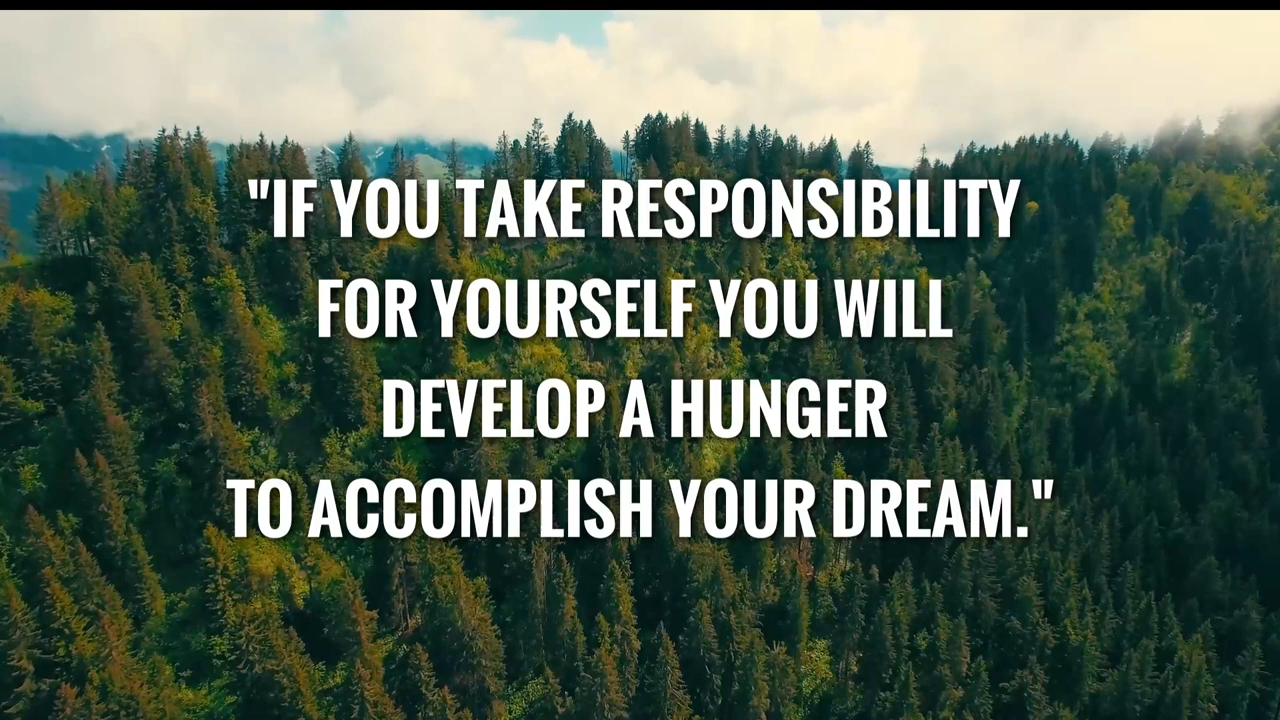 "IF YOU TAKE RESPONSIBILITY
FOR YOURSELF YOU WILL
DEVELOP A HUNGER
TO ACCOMPLISH YOUR DREAM."